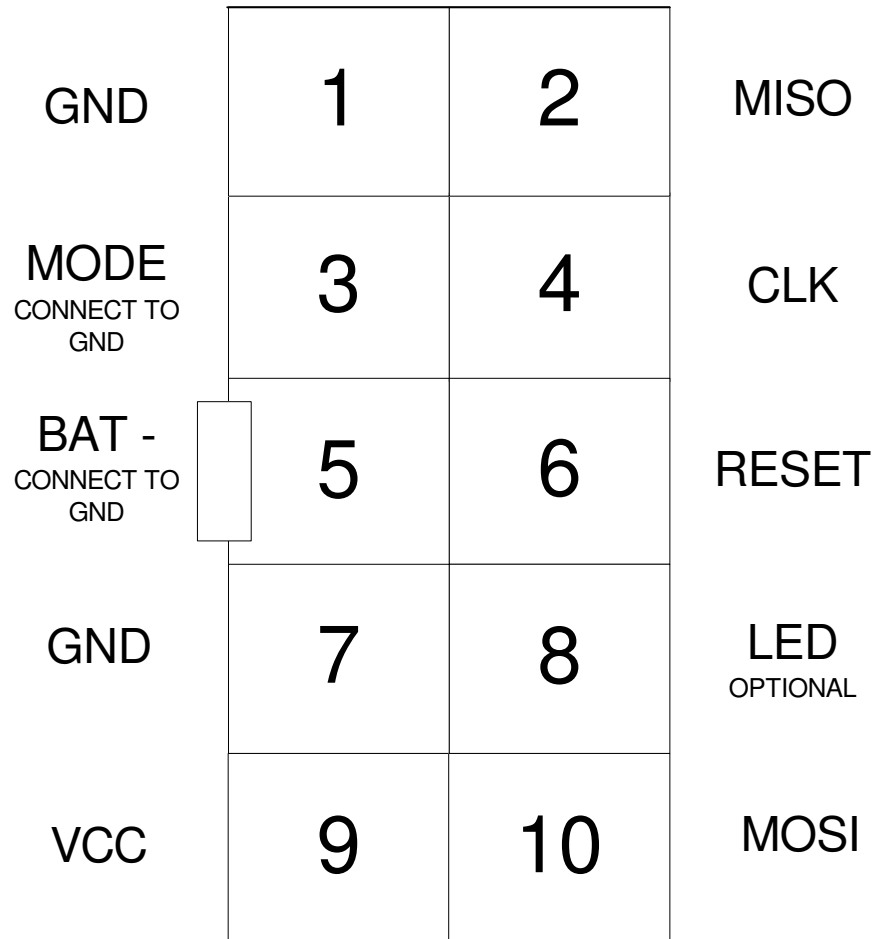 GND 1 2 MISO
MODE
CONNECT TO
GND
3 4 CLK
BAT -
CONNECT TO
GND
5 6 RESET
GND 7 8 LED
OPTIONAL
VCC 9 10 MOSI